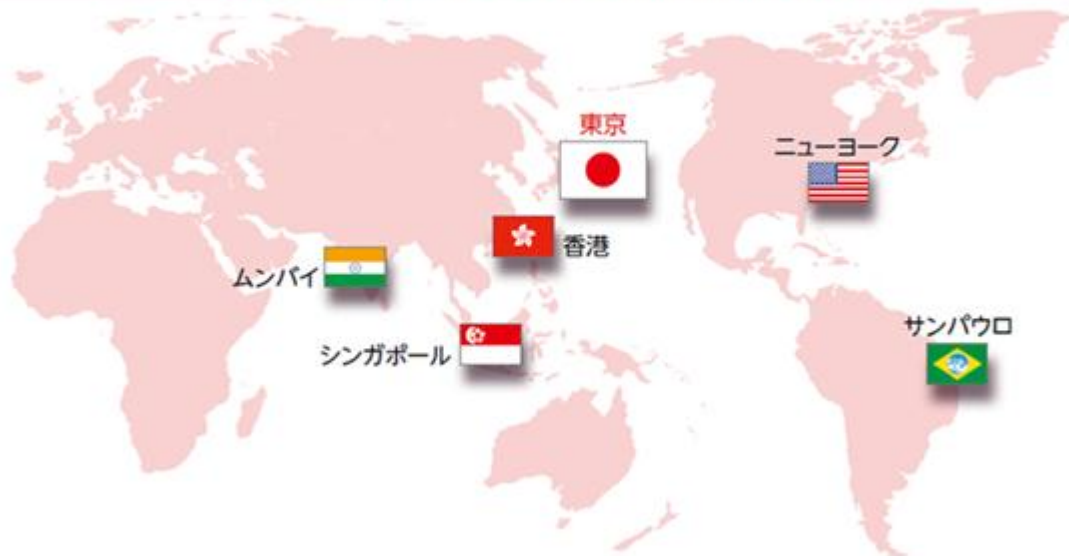 東京
ニューヨーク
香港
ムンバイ
サンパウロ
シンガポール